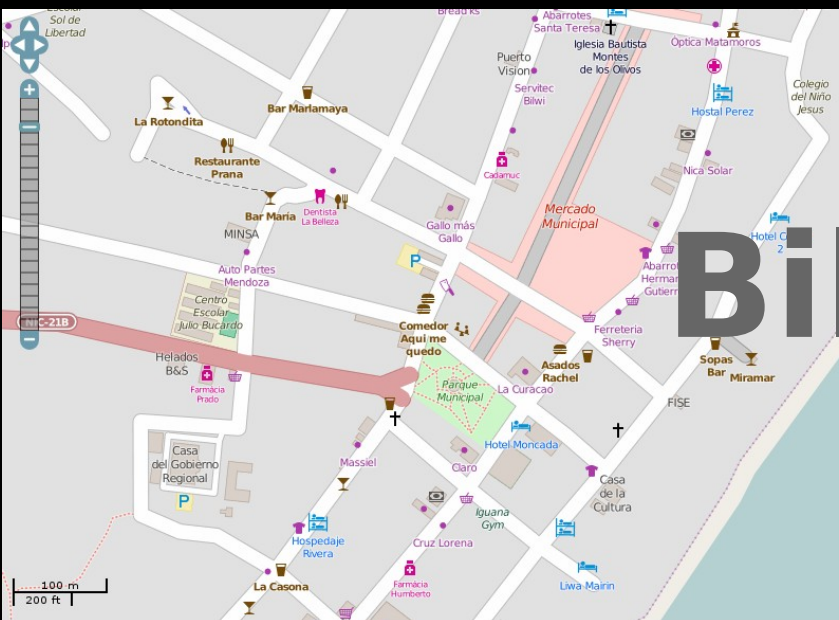 Escolar
Sol de
Libertad
Bread ks
Abarrotes
Santa Teresa
Iglesia Bautista
Montes
de los Olivos
Óptica Matamoros
Puerto
Vision
Servitec
Bilwi
Colegio
del Niño
Jesus
Hostal Perez
Bar Marlamaya
La Rotondita
Restaurante
Prana
Cadamuc
Nica Solar
Dentista
La Belleza
Bar María
MINSA
Gallo más
Gallo
Mercado
Municipal
Hotel C
2
Bil
Abarrot
Herman
Gutierr
Auto Partes
Mendoza
P
Centro
Escolar
Julio Bucardo
NIC-21B
Comedor
Aqui me
quedo
Ferreteria
Sherry
Helados
B&S
Asados
Rachel
Sopas
Bar
Miramar
Farmácia
Prado
Parque
Municipal
La Curacao
FISE
Hotel Moncada
Casa
del Gobierno
Regional
Massiel
Claro
Casa
de la
Cultura
P
Iguana
Gym
Hospedaje
Rivera
Cruz Lorena
La Casona
Farmácia
Humberto
Liwa Mairin
100 m
200 ft